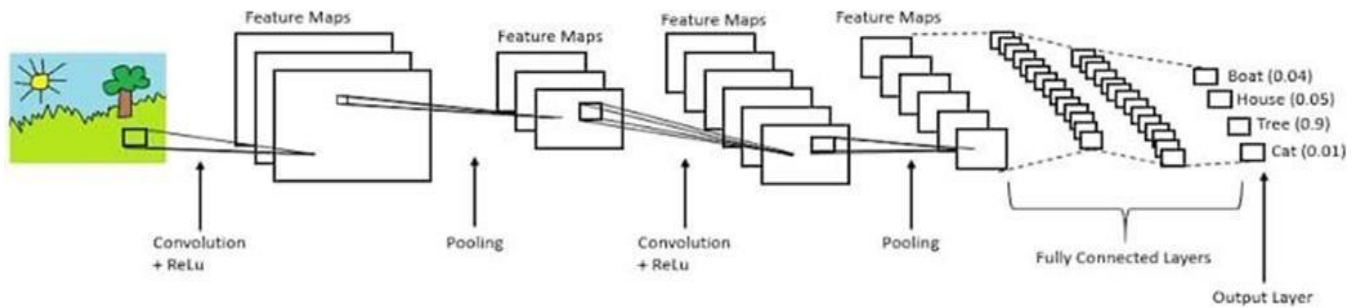 Feature Maps
Feature Maps
Feature Maps
Feature Maps
Boat (0.04)
House (0.05)
Tree (0.9)
Cat (0.01)
Convolution
+ ReLu
Pooling
Convolution
+ ReLu
Pooling
Fully Connected Layers
Output Layer